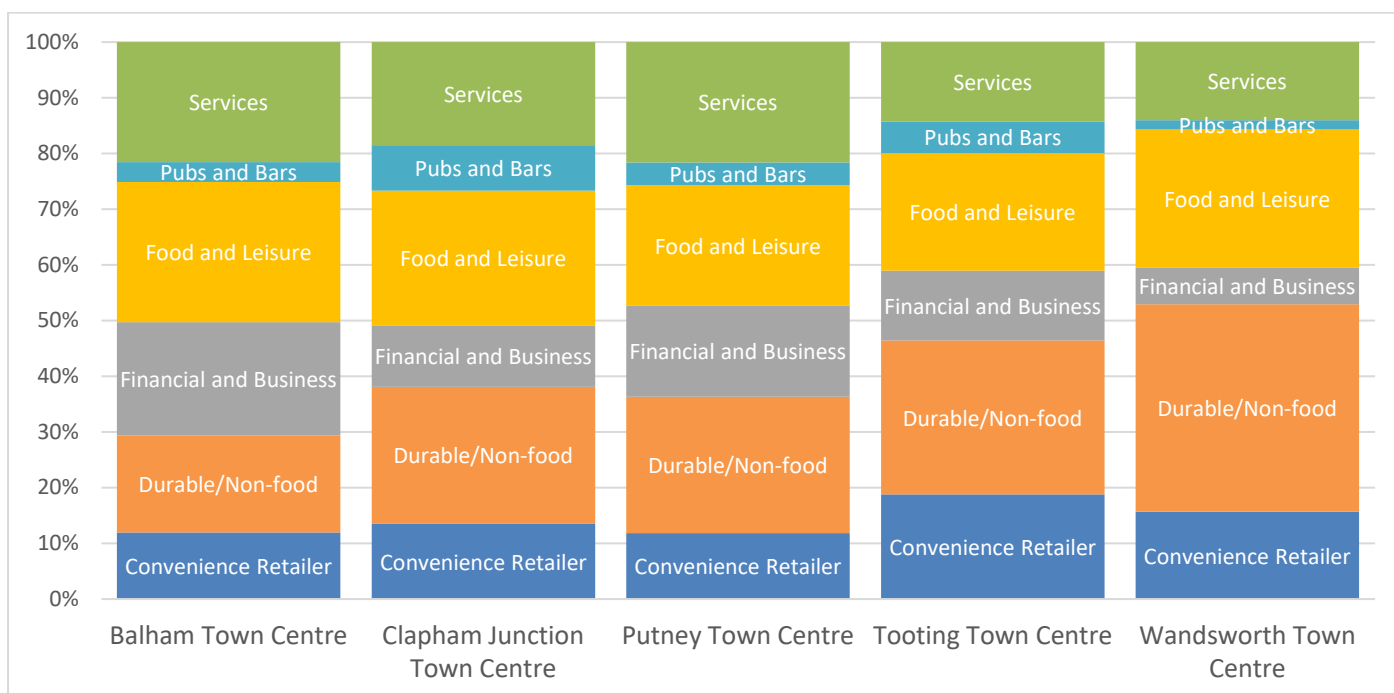 100%
90%
80%
70%
60%
50%
40%
30%
20%
10%
0%
Services
Pubs and Bars
Food and Leisure
Financial and Business
Durable/Non-food
Convenience Retailer
Services
Pubs and Bars
Food and Leisure
Financial and Business
Durable/Non-food
Convenience Retailer
Services
Pubs and Bars
Food and Leisure
Financial and Business
Durable/Non-food
Convenience Retailer
Services
Pubs and Bars
Food and Leisure
Financial and Business
Durable/Non-food
Convenience Retailer
Services
Pubs and Bars
Food and Leisure
Financial and Business
Durable/Non-food
Convenience Retailer
Balham Town Centre
Clapham Junction
Town Centre
Putney Town Centre
Tooting Town Centre
Wandsworth Town
Centre